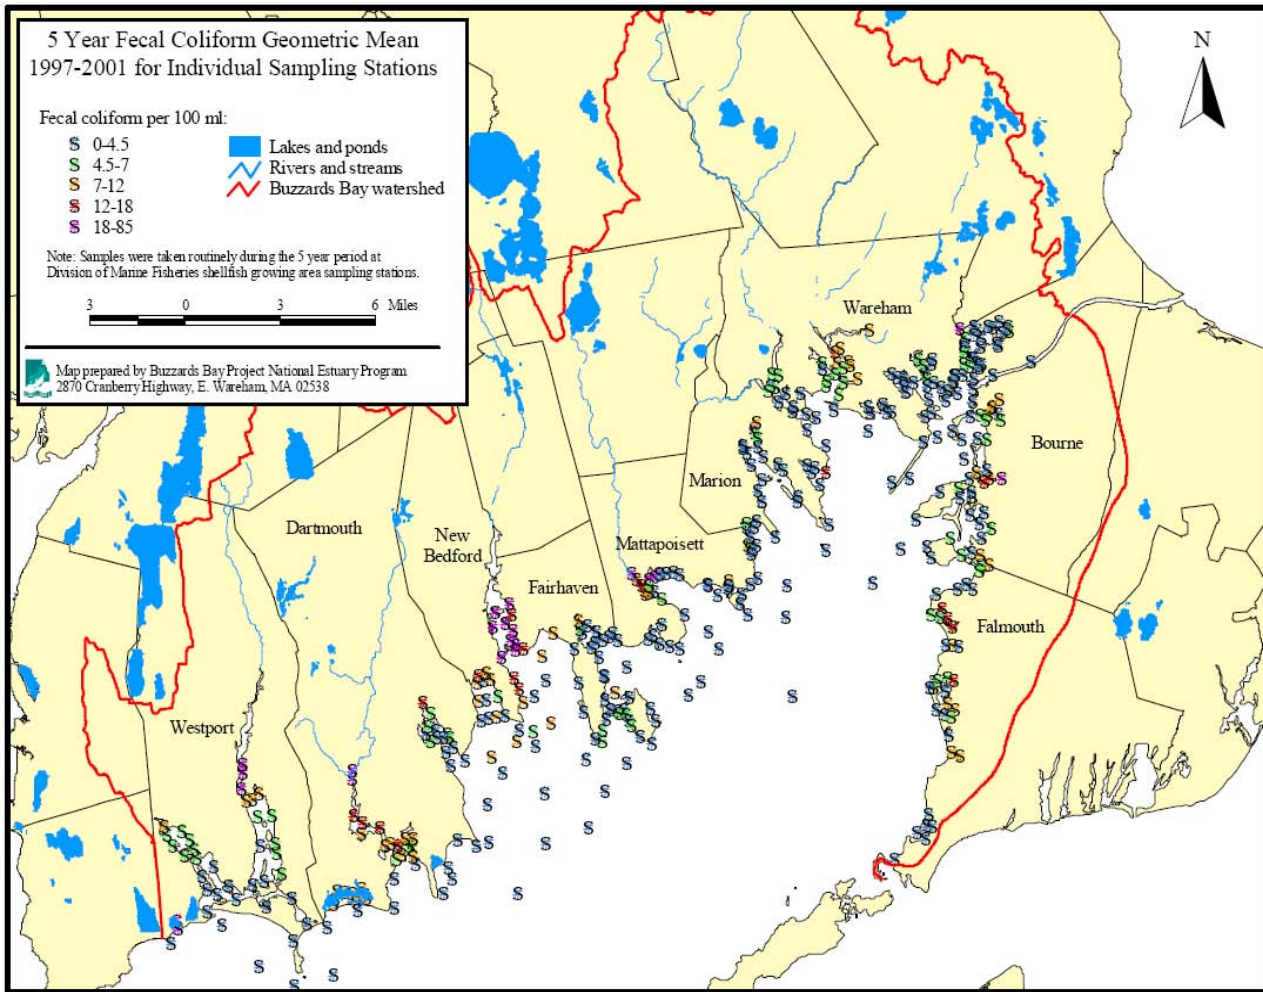 5 Year Fecal Coliform Geometric Mean
1997-2001 for Individual Sampling Stations
Fecal coliform per 100 ml:
S 0-4.5
S 4.5-7
S 7-12
S 12-18
S 18-85
Lakes and ponds
Rivers and streams
Buzzards Bay watershed
Note: Samples were taken routinely during the 5 year period at
Division of Marine Fisheries shellfish growing area sampling stations.
3 0 3 6 Miles
Map prepared by Buzzards Bay Project National Estuary Program
2870 Cranberry Highway, E. Wareham, MA 02538
N
Wareham
Bourne
Marion
Dartmouth
New
Bedford
Mattapoisett
Fairhaven
Falmouth
Westport